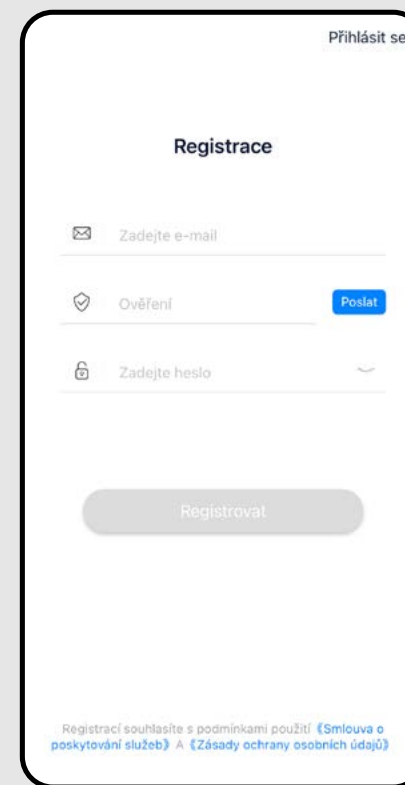 Přihlásit se
Registrace
Zadejte e-mail
Ověření
Poslat
Zadejte heslo
Registrovat
Registrací souhlasíte s podmínkami použití 《Smlouva o
poskytování služeb》 A 《Zásady ochrany osobních údajů》